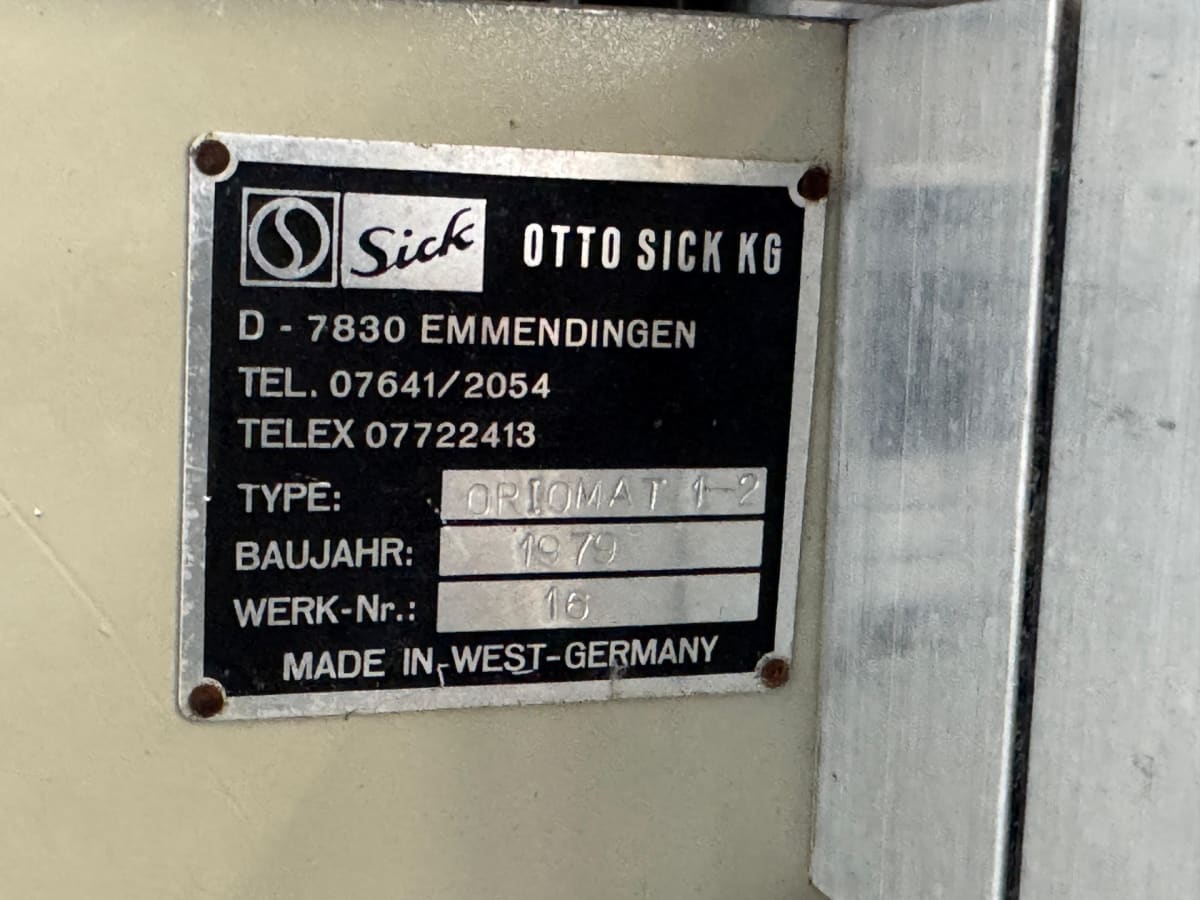 Sick OTTO SICK KG
D - 7830 EMMENDINGEN
TEL. 07641/2054
TELEX 07722413
TYPE: ORIOMAT 1-2
BAUJAHR: 1979
WERK-Nr.: 16
MADE IN WEST-GERMANY